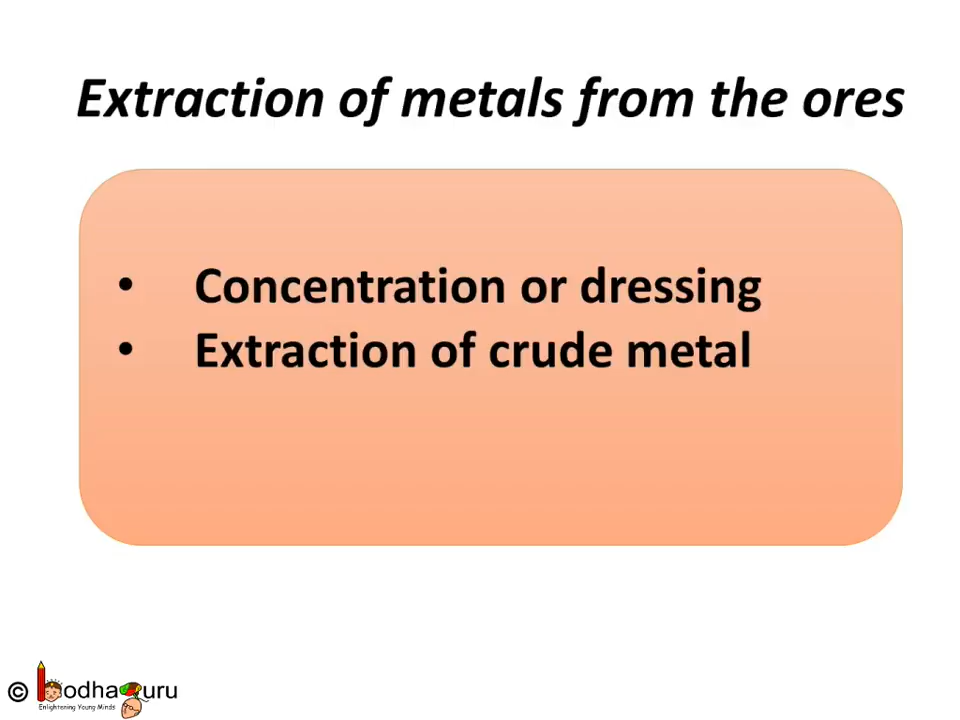 Extraction of metals from the ores
• Concentration or dressing
• Extraction of crude metal
© BodhaGuru
Enlightening Young Minds